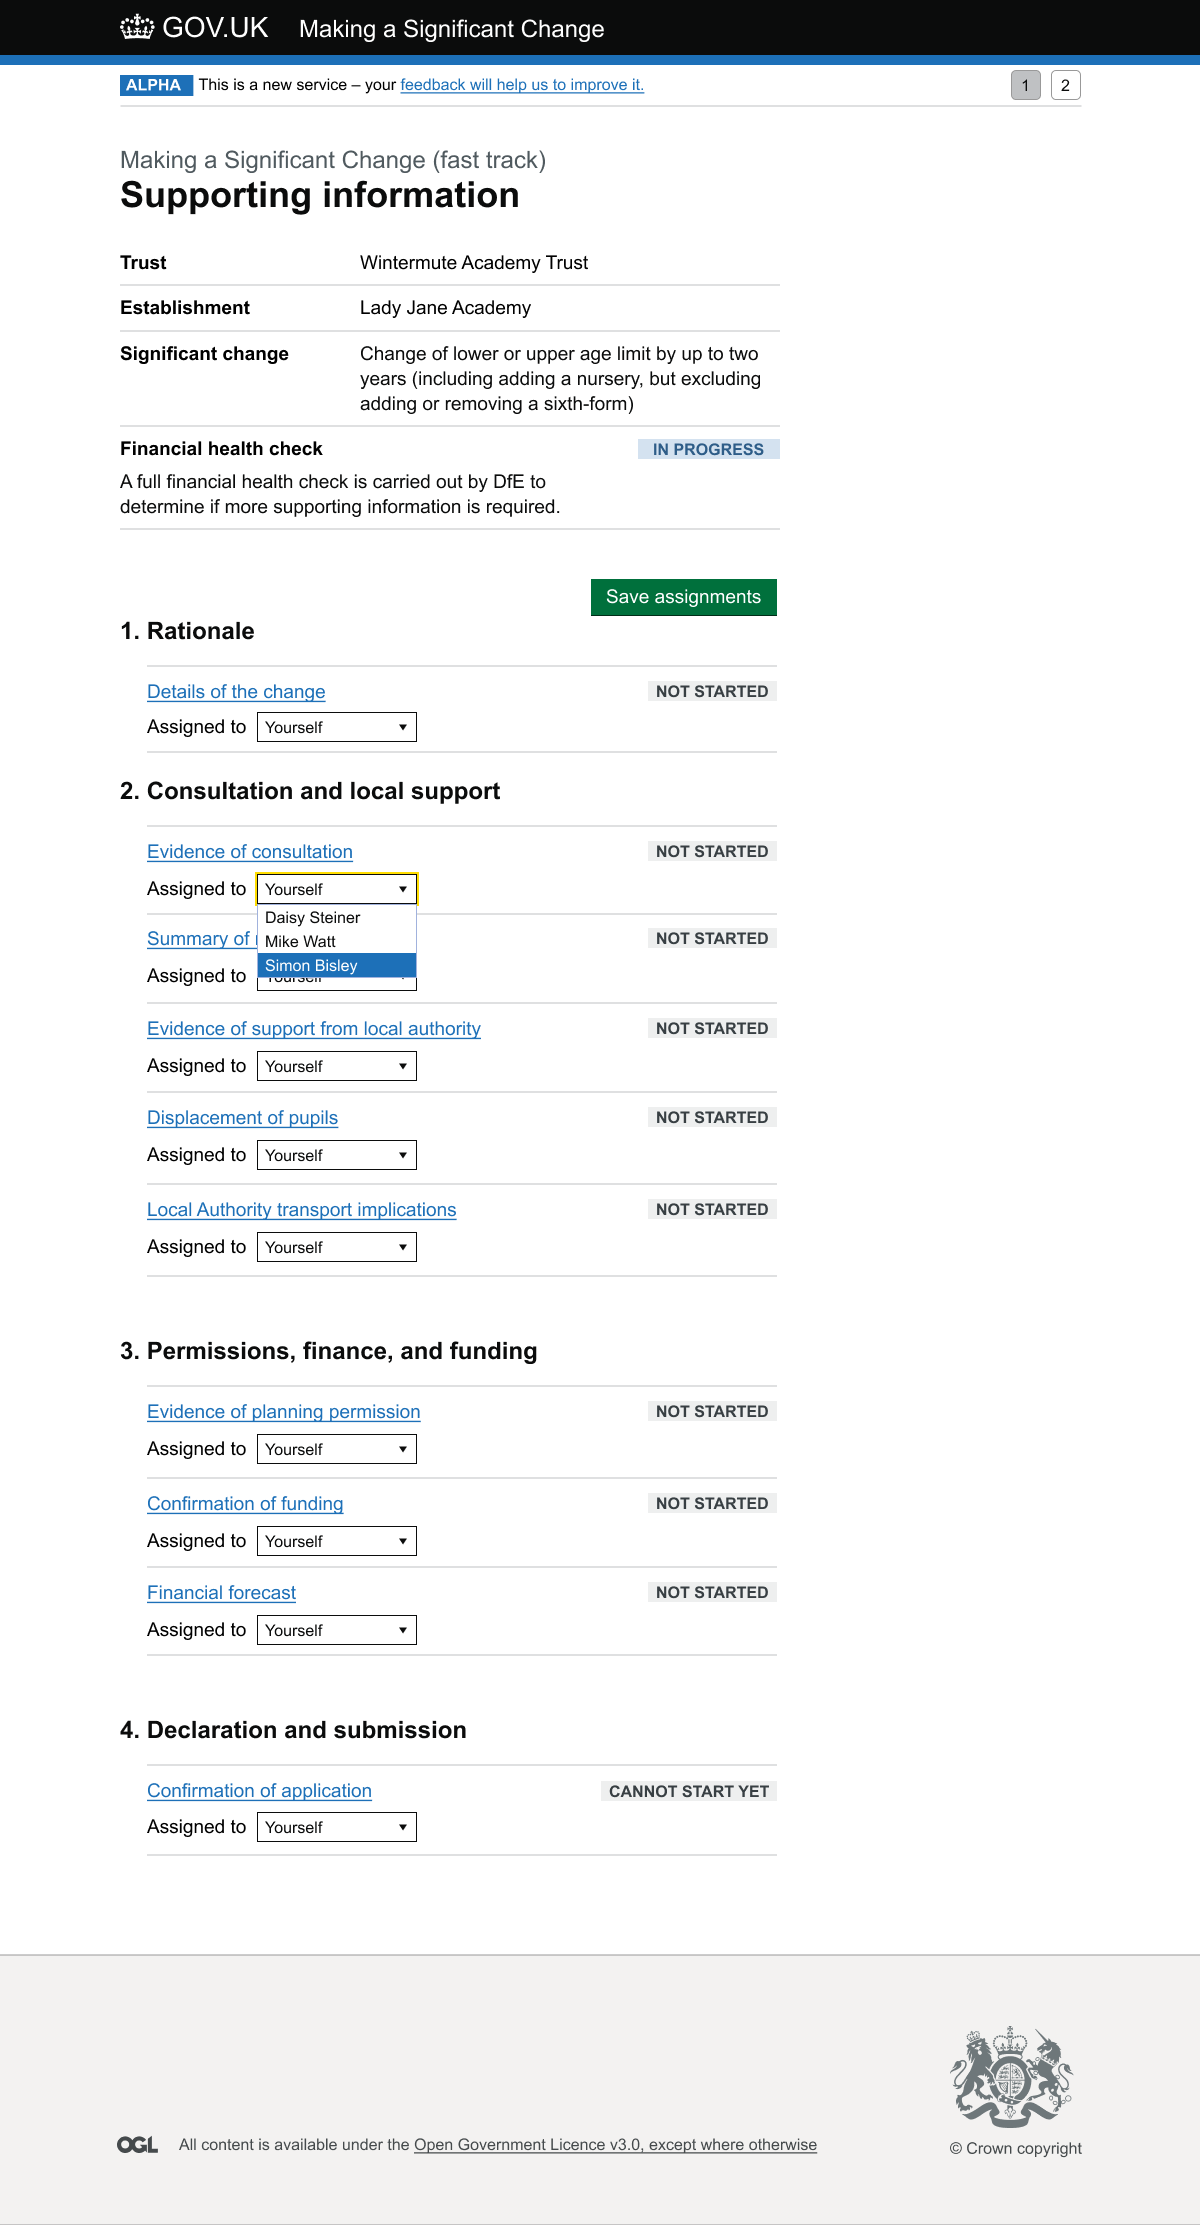 GOV.UK Making a Significant Change
ALPHA This is a new service – your feedback will help us to improve it. 1 2
Making a Significant Change (fast track)
Supporting information
Trust Wintermute Academy Trust
Establishment Lady Jane Academy
Significant change Change of lower or upper age limit by up to two
years (including adding a nursery, but excluding
adding or removing a sixth-form)
Financial health check IN PROGRESS
A full financial health check is carried out by DfE to
determine if more supporting information is required.
Save assignments
1. Rationale
Details of the change NOT STARTED
Assigned to Yourself
2. Consultation and local support
Evidence of consultation NOT STARTED
Assigned to Yourself
Daisy Steiner
Summary of NOT STARTED
Mike Watt
Simon Bisley
Assigned to Yourself
Evidence of support from local authority NOT STARTED
Assigned to Yourself
Displacement of pupils NOT STARTED
Assigned to Yourself
Local Authority transport implications NOT STARTED
Assigned to Yourself
3. Permissions, finance, and funding
Evidence of planning permission NOT STARTED
Assigned to Yourself
Confirmation of funding NOT STARTED
Assigned to Yourself
Financial forecast NOT STARTED
Assigned to Yourself
4. Declaration and submission
Confirmation of application CANNOT START YET
Assigned to Yourself
OGL All content is available under the Open Government Licence v3.0, except where otherwise
© Crown copyright